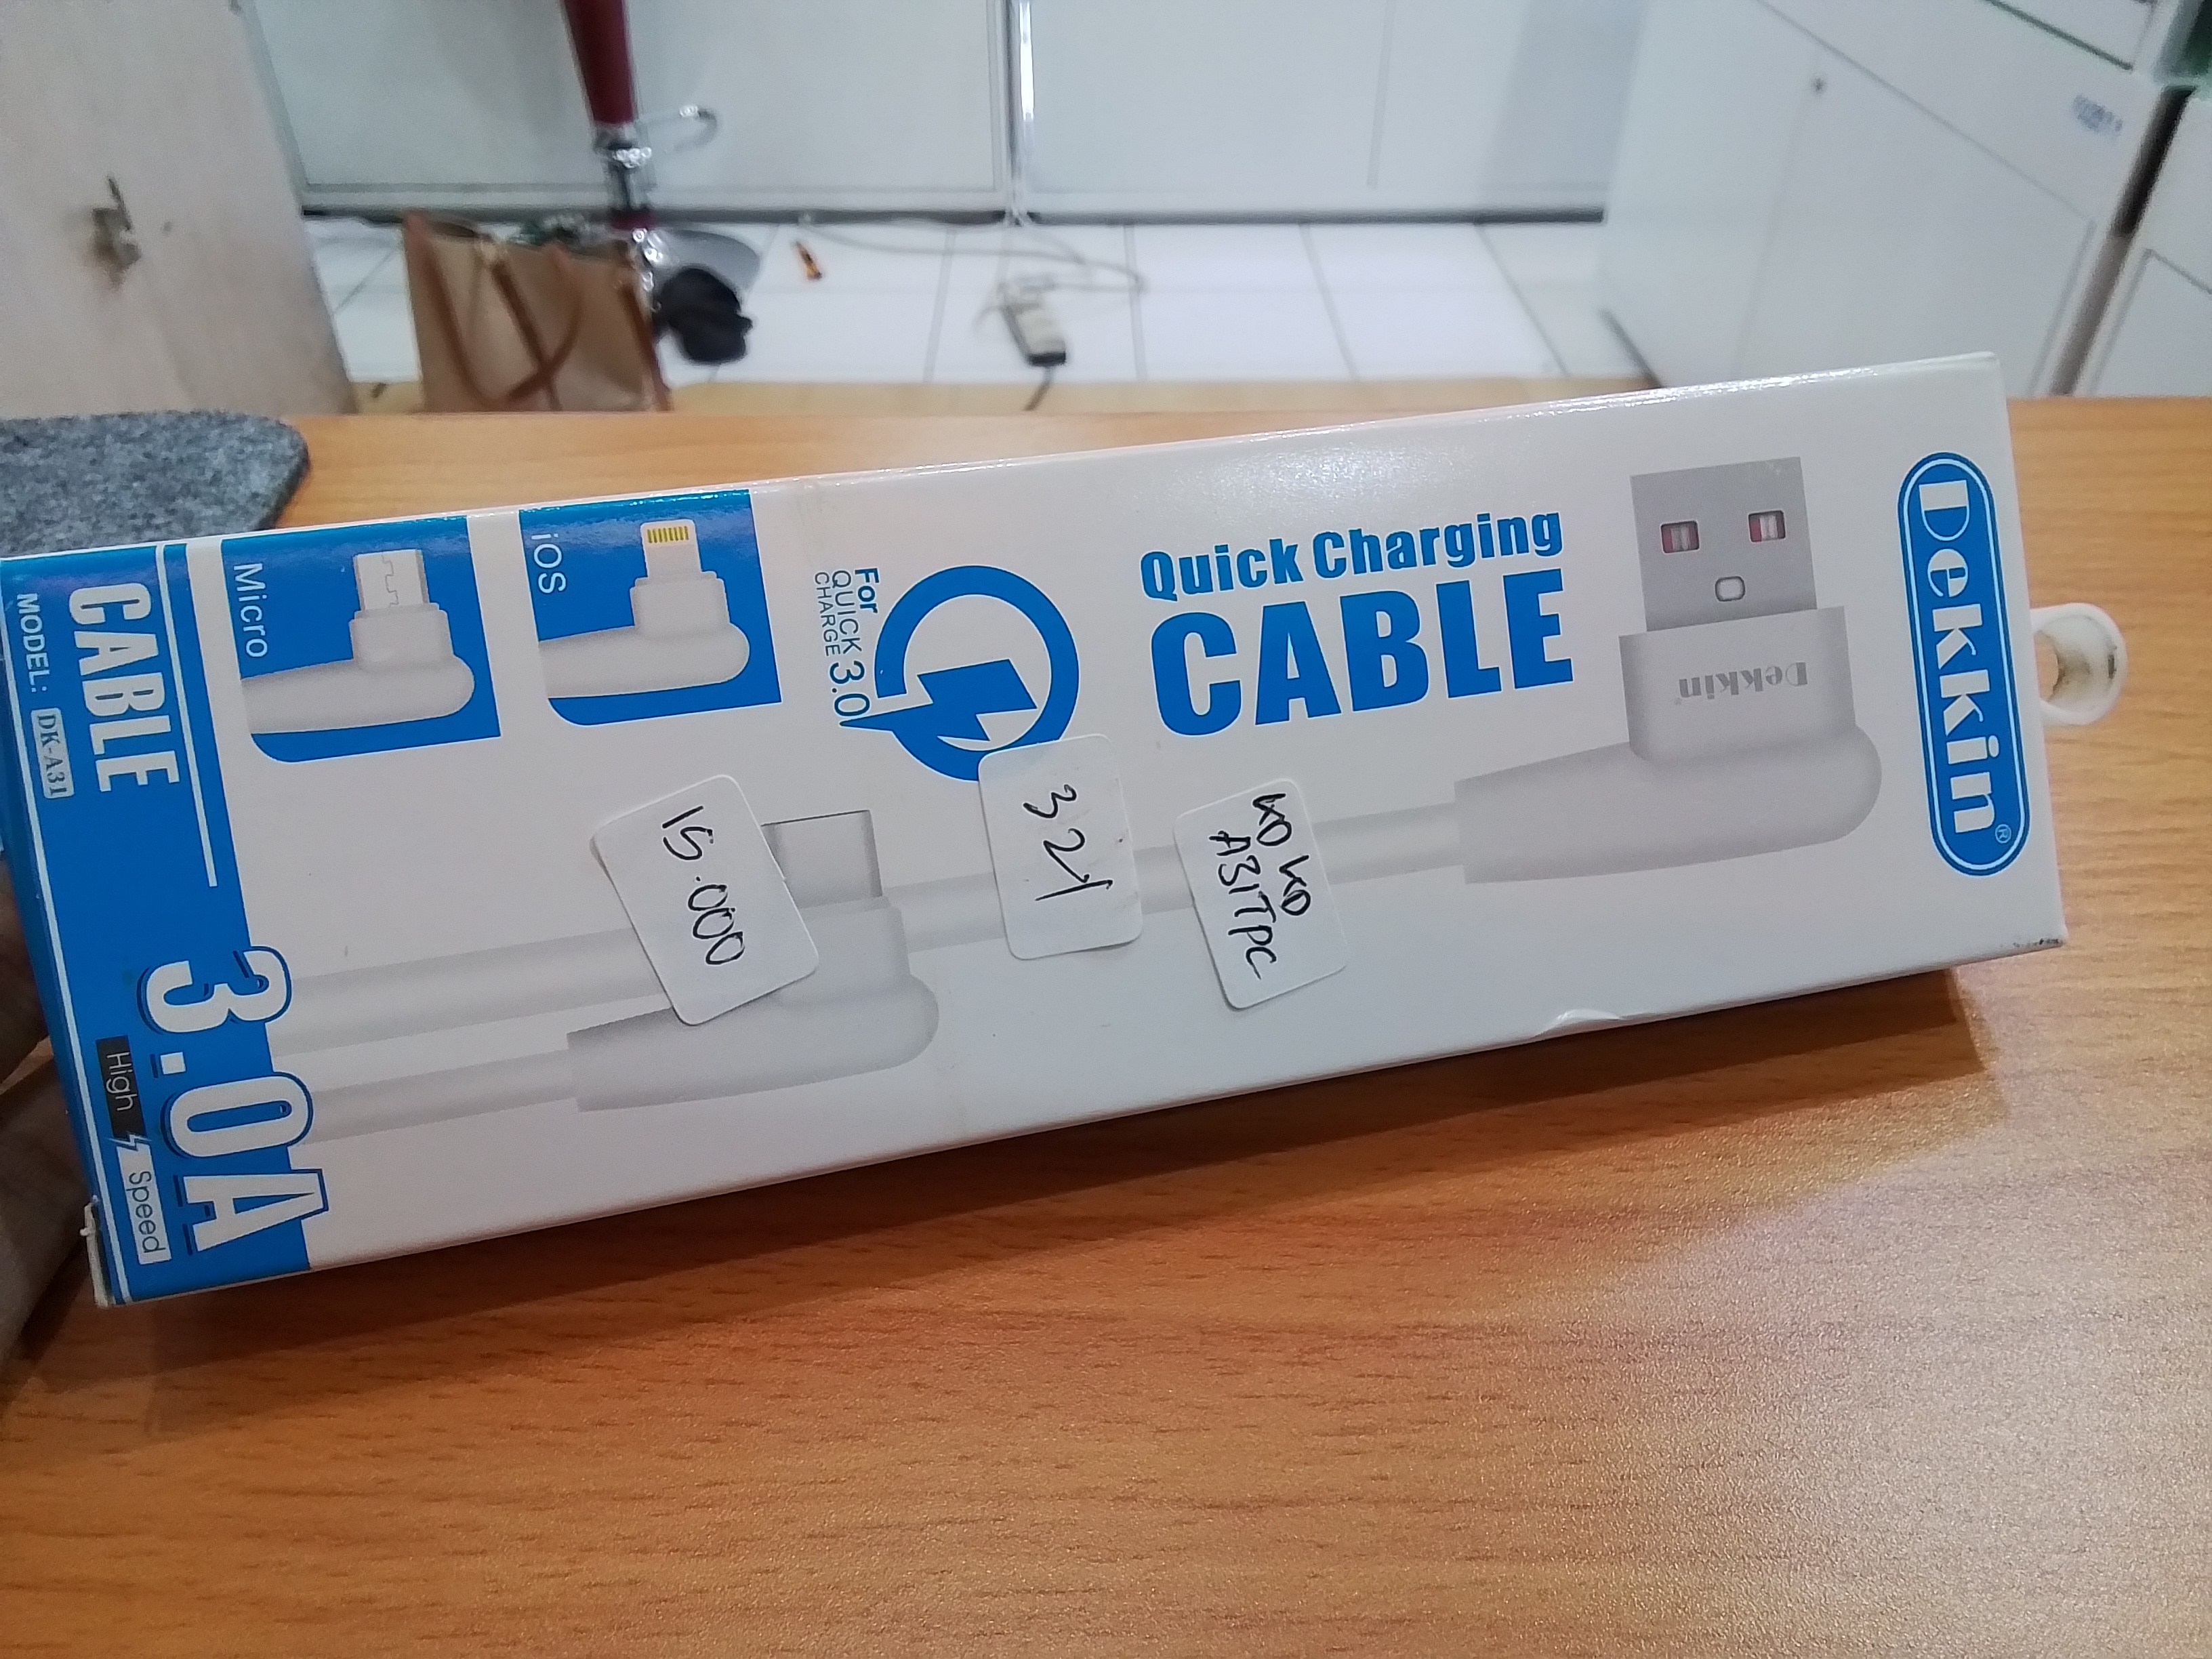 Dekkin®
Dekkin
Quick Charging
CABLE
For
QUICK
CHARGE 3.0
iOS
Micro
CABLE 3.0A
MODEL: DK-A31
High Speed
15.000
321
KO KO
A31TPC